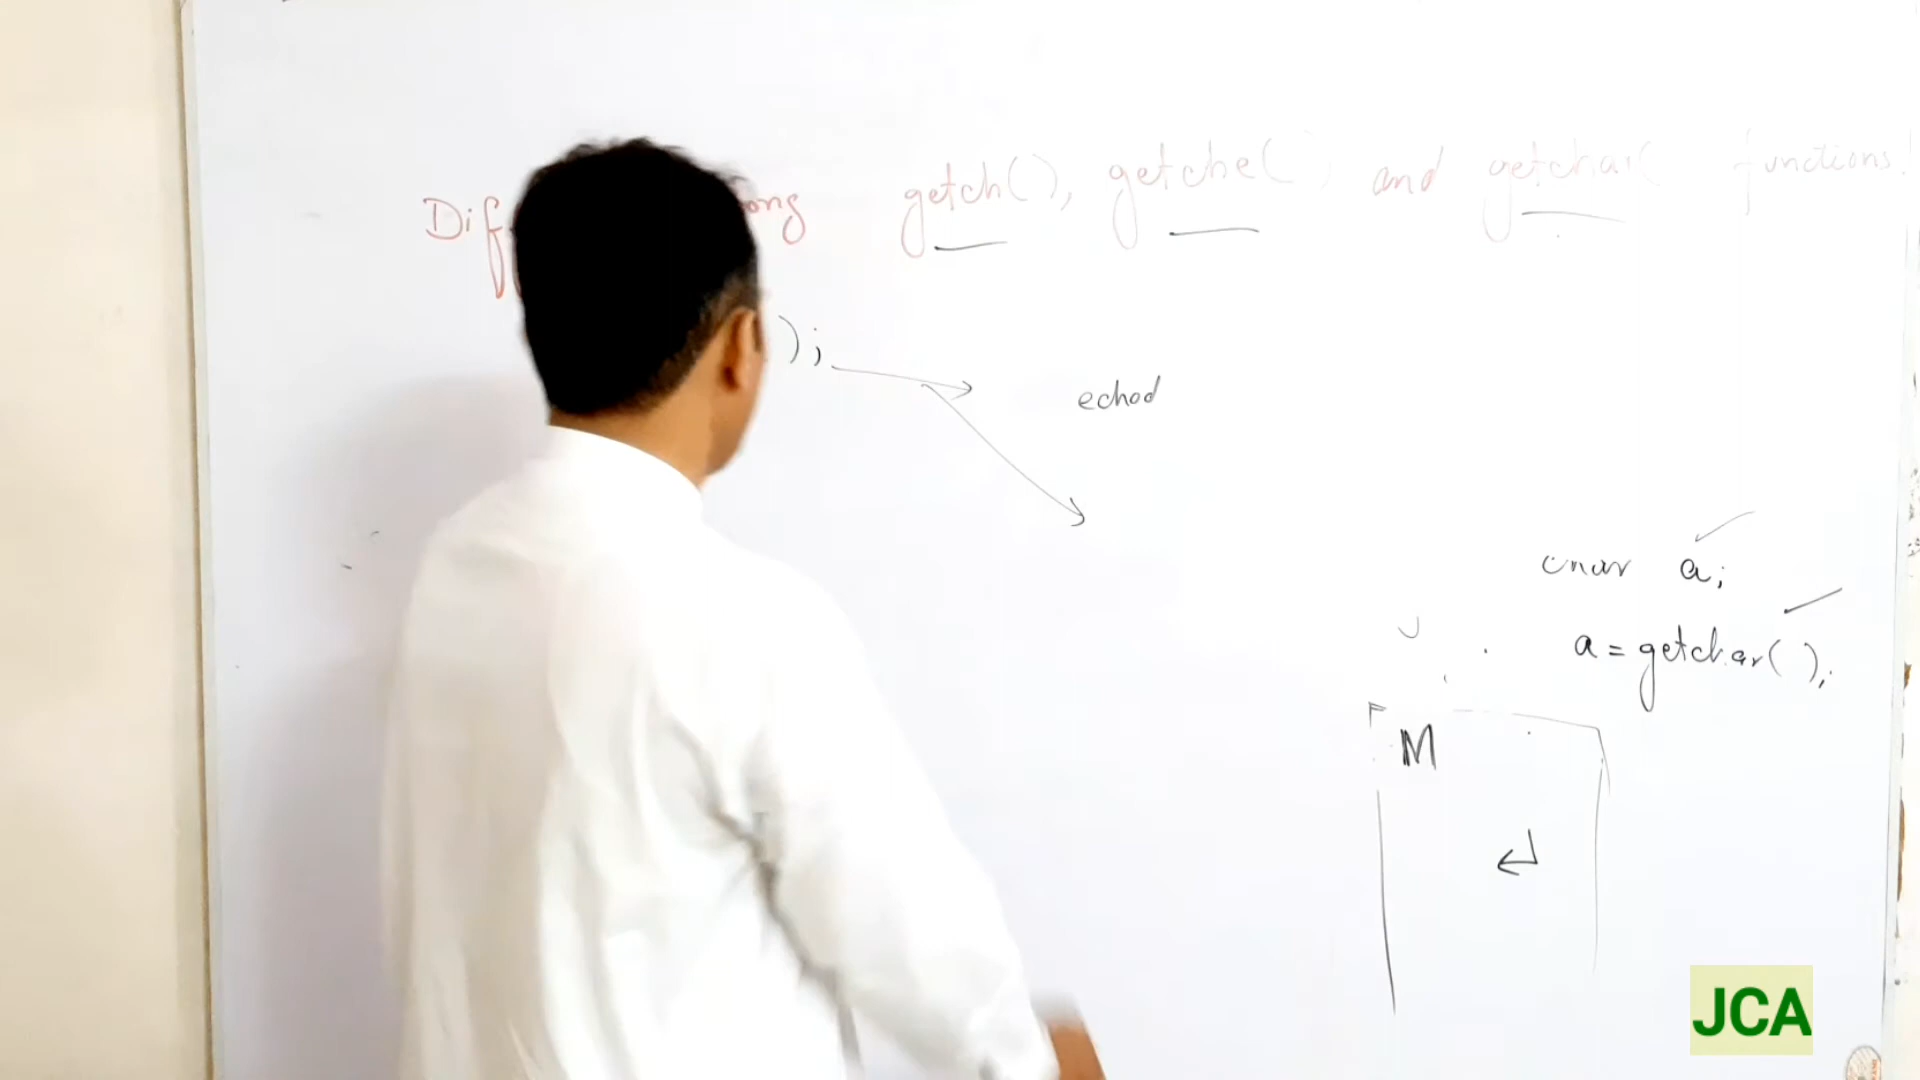 Dif ong getch(), getche( ) and getchar( functions.
);
echod
char a;
a = getchar();
M
JCA